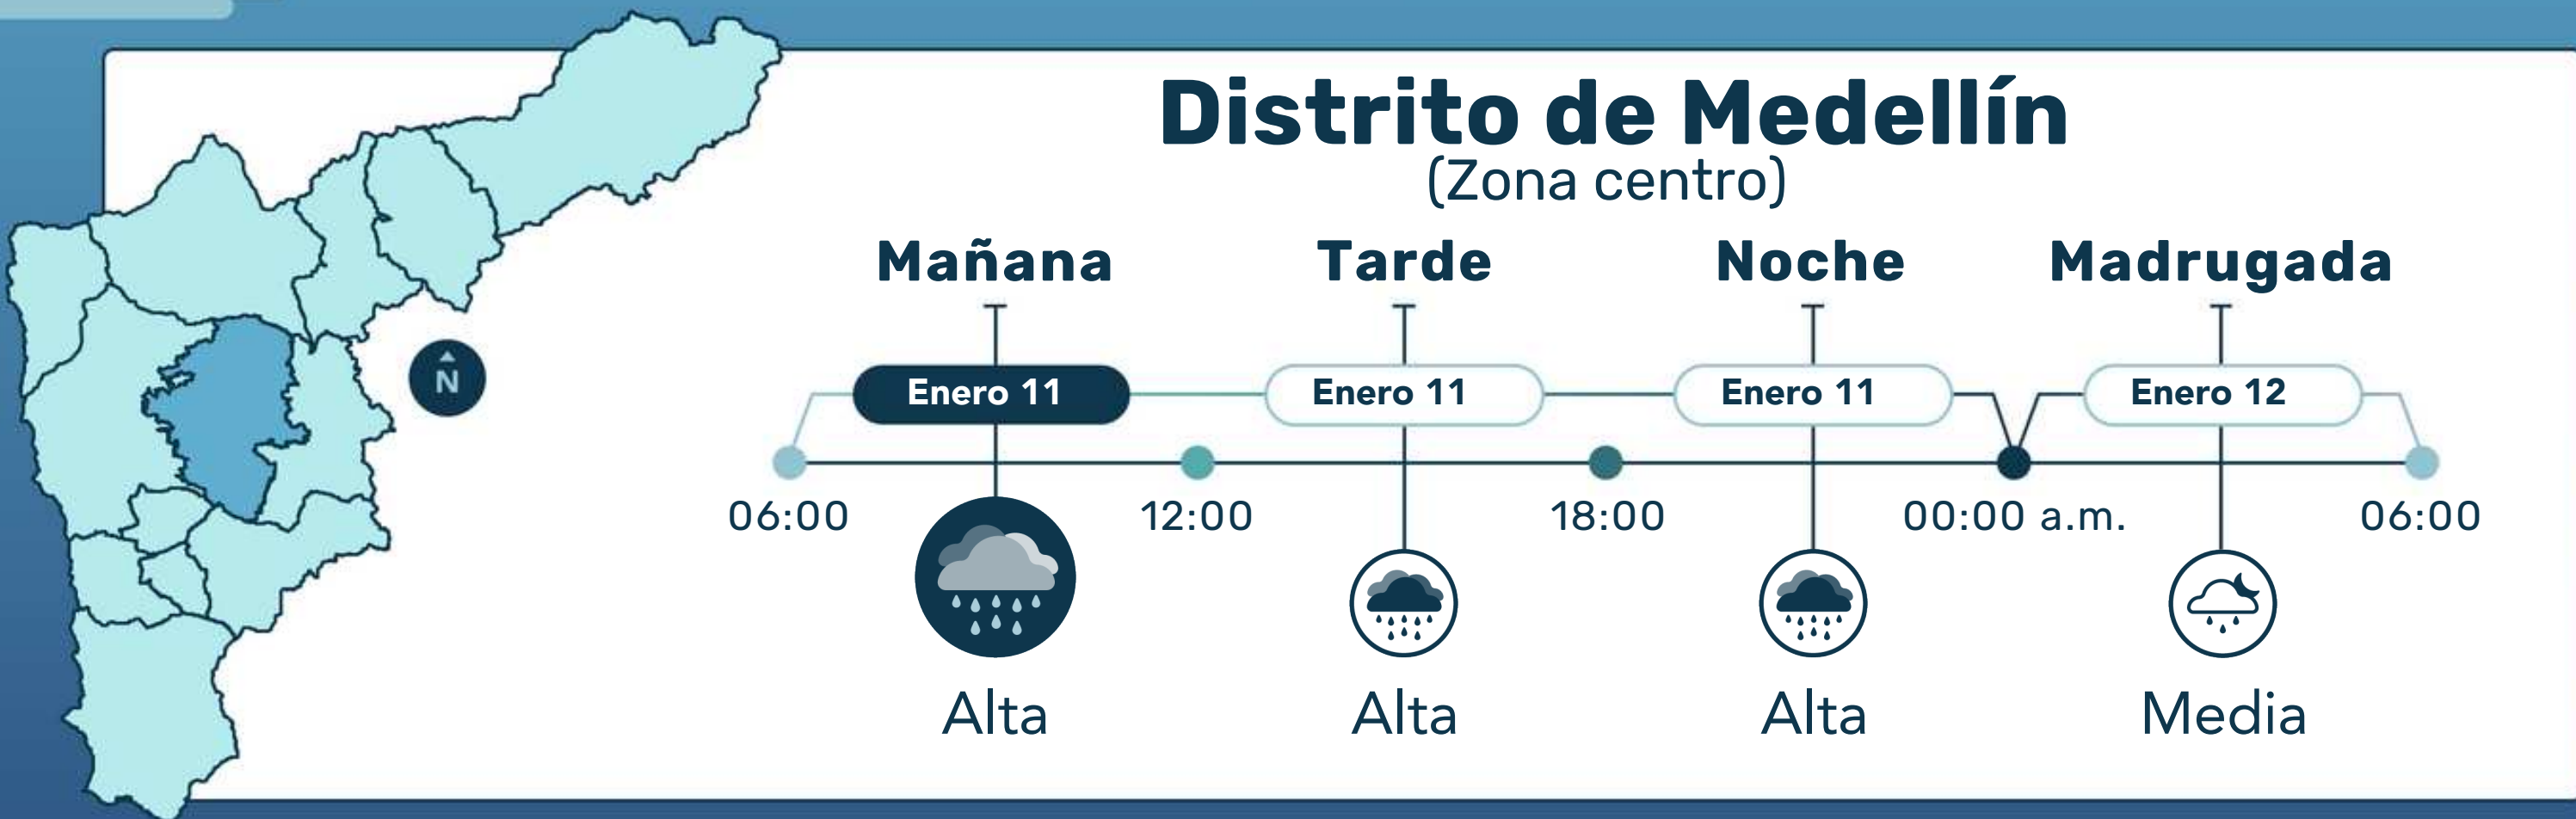 Distrito de Medellín
(Zona centro)
Mañana Tarde Noche Madrugada
N
Enero 11 Enero 11 Enero 11 Enero 12
06:00 12:00 18:00 00:00 a.m. 06:00
Alta Alta Alta Media